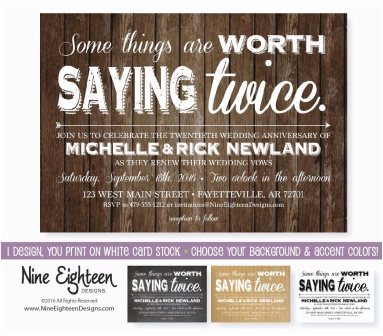 Some things are WORTH
SAYING twice.
JOIN US TO CELEBRATE THE TWENTIETH WEDDING ANNIVERSARY OF
MICHELLE & RICK NEWLAND
AS THEY RENEW THEIR WEDDING VOWS
Saturday, September 18th, 2016 • Two o'clock in the afternoon
123 WEST MAIN STREET • FAYETTEVILLE, AR 72701
RSVP to 479-555-1212 or invitations@NineEighteenDesigns.com
reception to follow
I DESIGN, YOU PRINT ON WHITE CARD STOCK • CHOOSE YOUR BACKGROUND & ACCENT COLORS!
Nine Eighteen
DESIGNS
©2016 All Rights Reserved.
www.NineEighteenDesigns.com
Some things are WORTH
SAYING twice.
MICHELLE & RICK NEWLAND
Some things are WORTH
SAYING twice.
MICHELLE & RICK NEWLAND
Some things are WORTH
SAYING twice.
MICHELLE & RICK NEWLAND